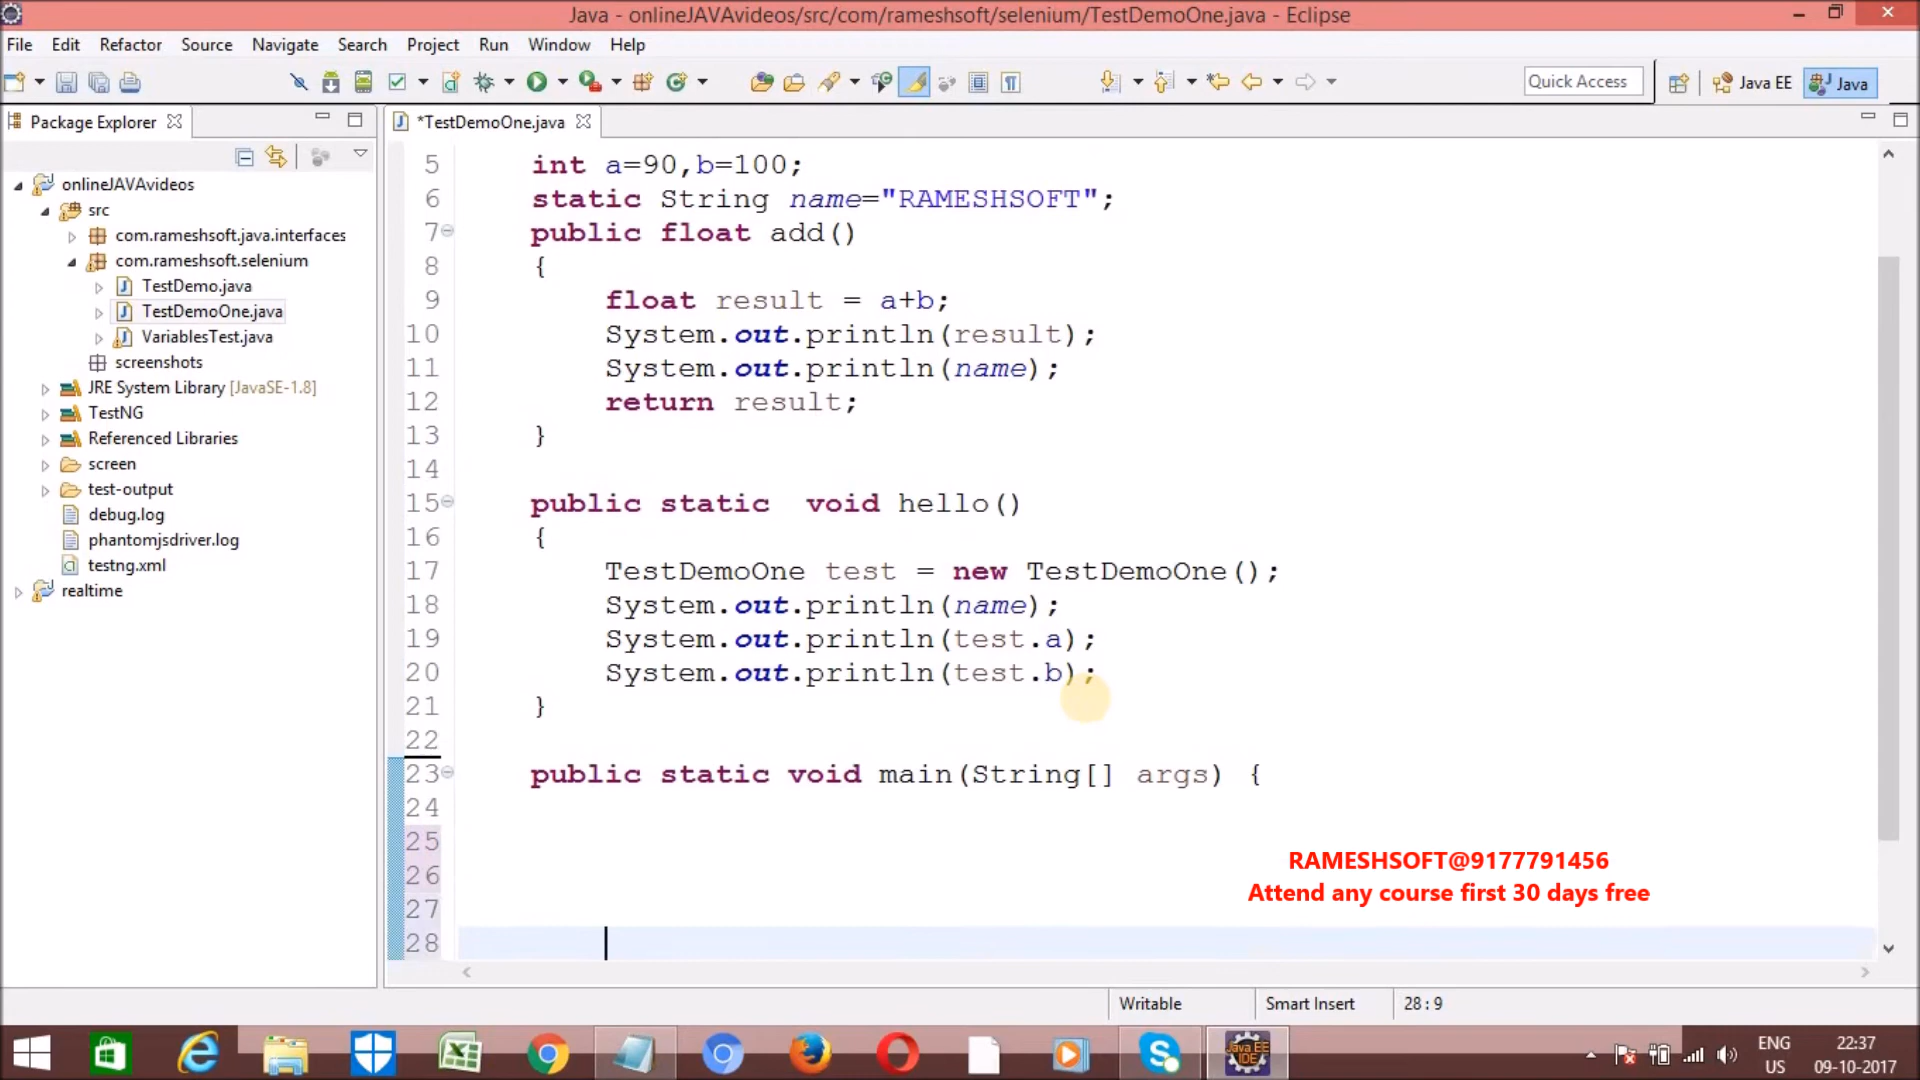 Java - onlineJAVAvideos/src/com/rameshsoft/selenium/TestDemoOne.java - Eclipse
File Edit Refactor Source Navigate Search Project Run Window Help
Quick Access Java EE Java
Package Explorer
*TestDemoOne.java
onlineJAVAvideos
src
com.rameshsoft.java.interfaces
com.rameshsoft.selenium
TestDemo.java
TestDemoOne.java
VariablesTest.java
screenshots
JRE System Library [JavaSE-1.8]
TestNG
Referenced Libraries
screen
test-output
debug.log
phantomjsdriver.log
testng.xml
realtime
5 int a=90,b=100;
6 static String name="RAMESHSOFT";
7 public float add()
8 {
9 float result = a+b;
10 System.out.println(result);
11 System.out.println(name);
12 return result;
13 }
14
15 public static  void hello()
16 {
17 TestDemoOne test = new TestDemoOne();
18 System.out.println(name);
19 System.out.println(test.a);
20 System.out.println(test.b);
21 }
22
23 public static void main(String[] args) {
24
25
26
27
28
RAMESHSOFT@9177791456
Attend any course first 30 days free
Writable Smart Insert 28 : 9
Java EE
IDE
ENG
US
22:37
09-10-2017